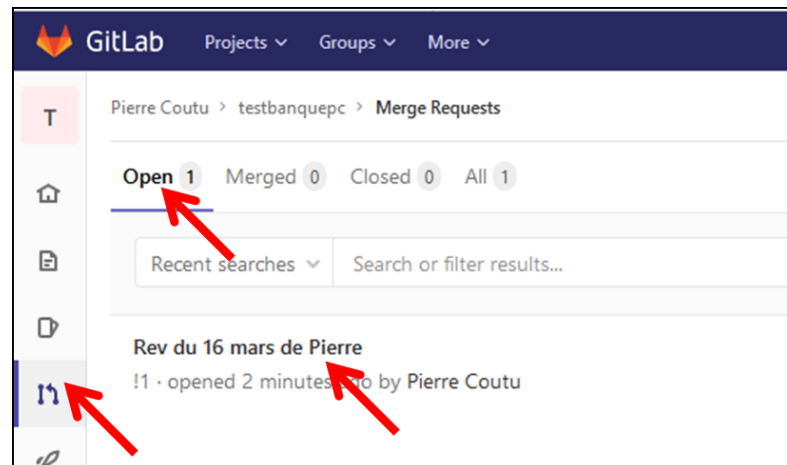 GitLab Projects Groups More
T
Pierre Coutu > testbanquepc > Merge Requests
Open 1 Merged 0 Closed 0 All 1
Recent searches Search or filter results...
Rev du 16 mars de Pierre
!1 · opened 2 minutes ago by Pierre Coutu